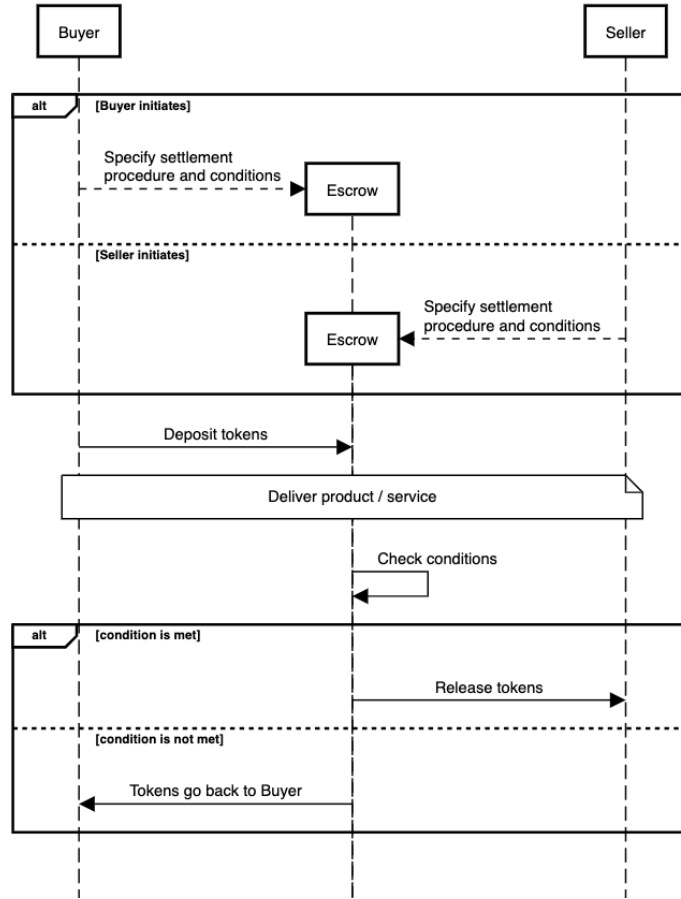 Buyer
Seller
alt
[Buyer initiates]
Specify settlement
procedure and conditions
Escrow
[Seller initiates]
Specify settlement
procedure and conditions
Escrow
Deposit tokens
Deliver product / service
Check conditions
alt
[condition is met]
Release tokens
[condition is not met]
Tokens go back to Buyer